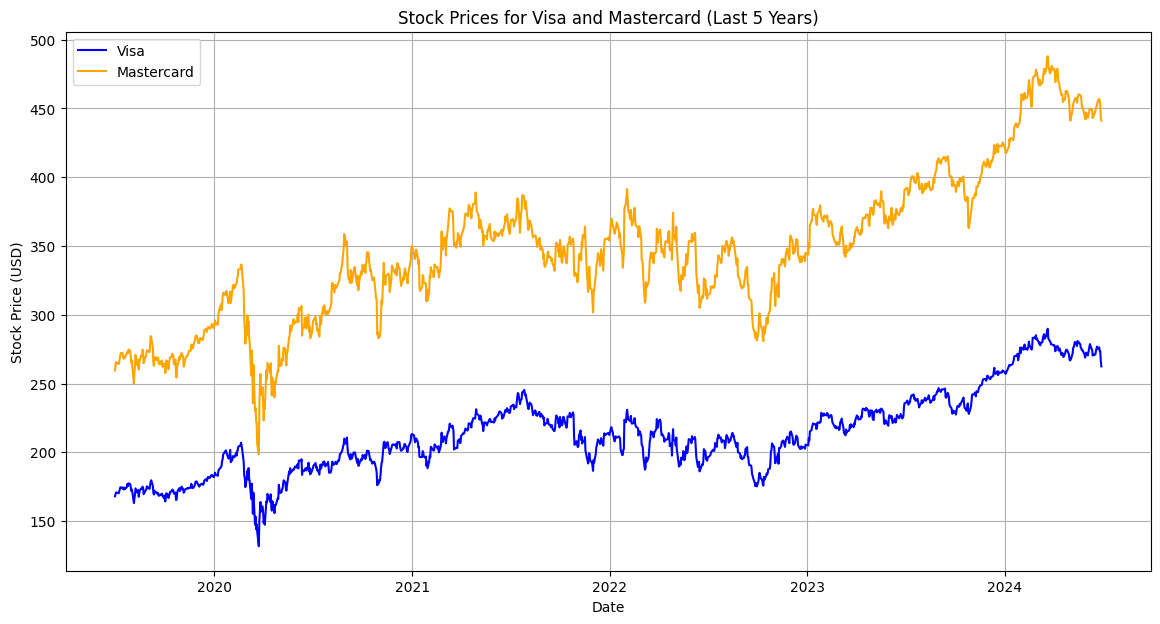 Stock Prices for Visa and Mastercard (Last 5 Years)
Visa
Mastercard
Stock Price (USD)
500
450
400
350
300
250
200
150
2020
2021
2022
2023
2024
Date